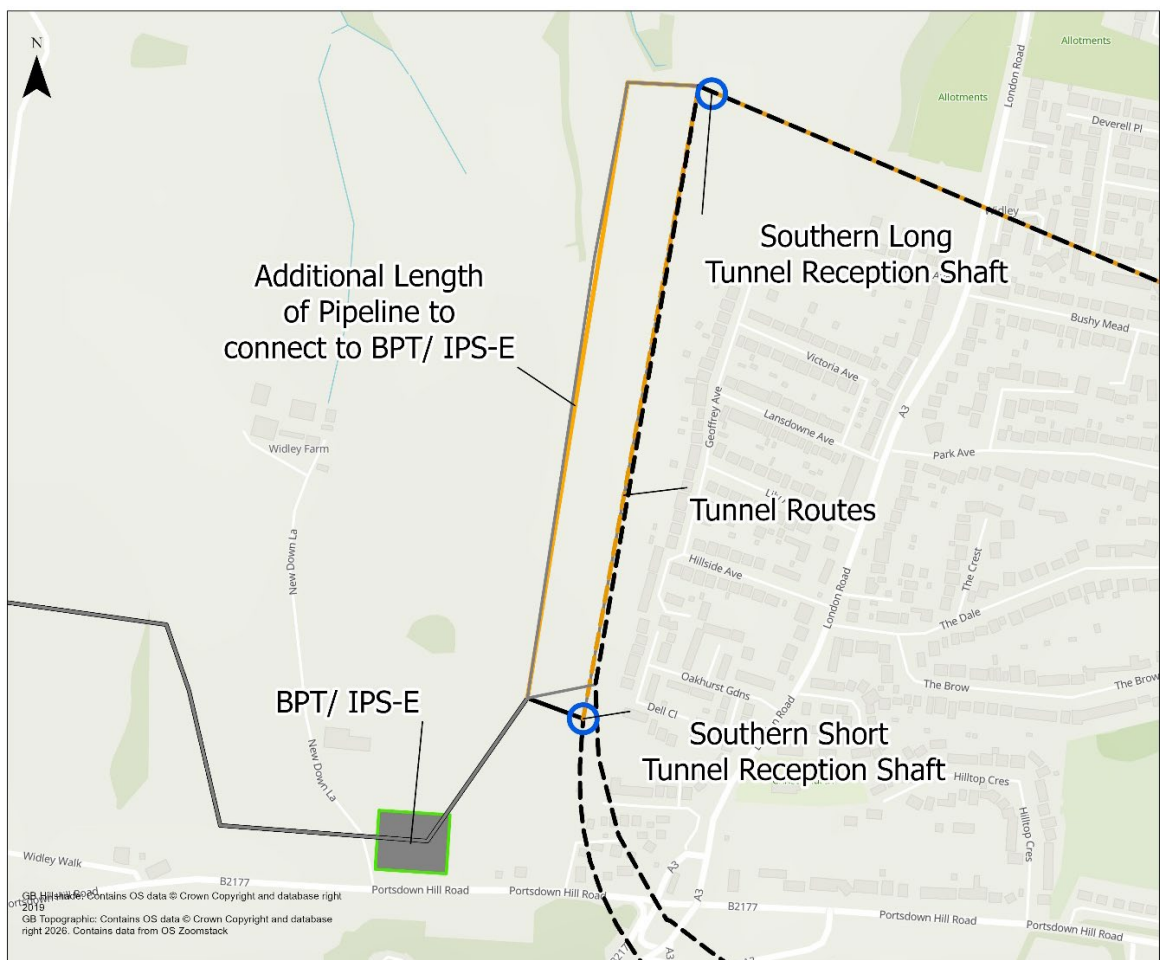 N
Allotments
London Road
Allotments
Deverell Pl
Widley
Southern Long
Tunnel Reception Shaft
Additional Length
of Pipeline to
connect to BPT/ IPS-E
Bushy Mead
Victoria Ave
Geoffrey Ave
Lansdowne Ave
A3
Park Ave
Widley Farm
Tunnel Routes
New Down La
Hillside Ave
The Crest
London Road
The Dale
Oakhurst Gdns
The Brow
The Brow
BPT/ IPS-E
Dell Cl
Southern Short
Tunnel Reception Shaft
New Down La
Hilltop Cres
Hilltop Cres
Widley Walk
A3
B2177
Portsdown Hill Road
Portsdown Hill Road
A3
B2177
Portsdown Hill Road
Portsdown Hill Road
GB Hillshade: Contains OS data © Crown Copyright and database right
2019
GB Topographic: Contains OS data © Crown Copyright and database
right 2026. Contains data from OS Zoomstack
A3